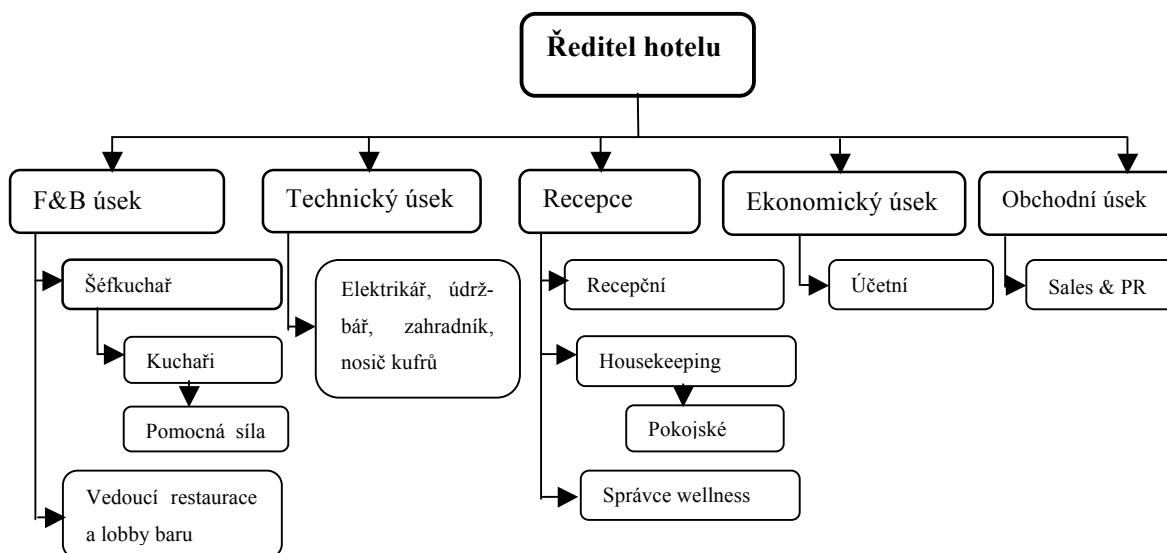 Ředitel hotelu
F&B úsek
Technický úsek
Recepce
Ekonomický úsek
Obchodní úsek
Šéfkuchař
Elektrikář, údrž-
bář, zahradník,
nosič kufrů
Recepční
Účetní
Sales & PR
Kuchaři
Housekeeping
Pomocná síla
Pokojské
Vedoucí restaurace
a lobby baru
Správce wellness